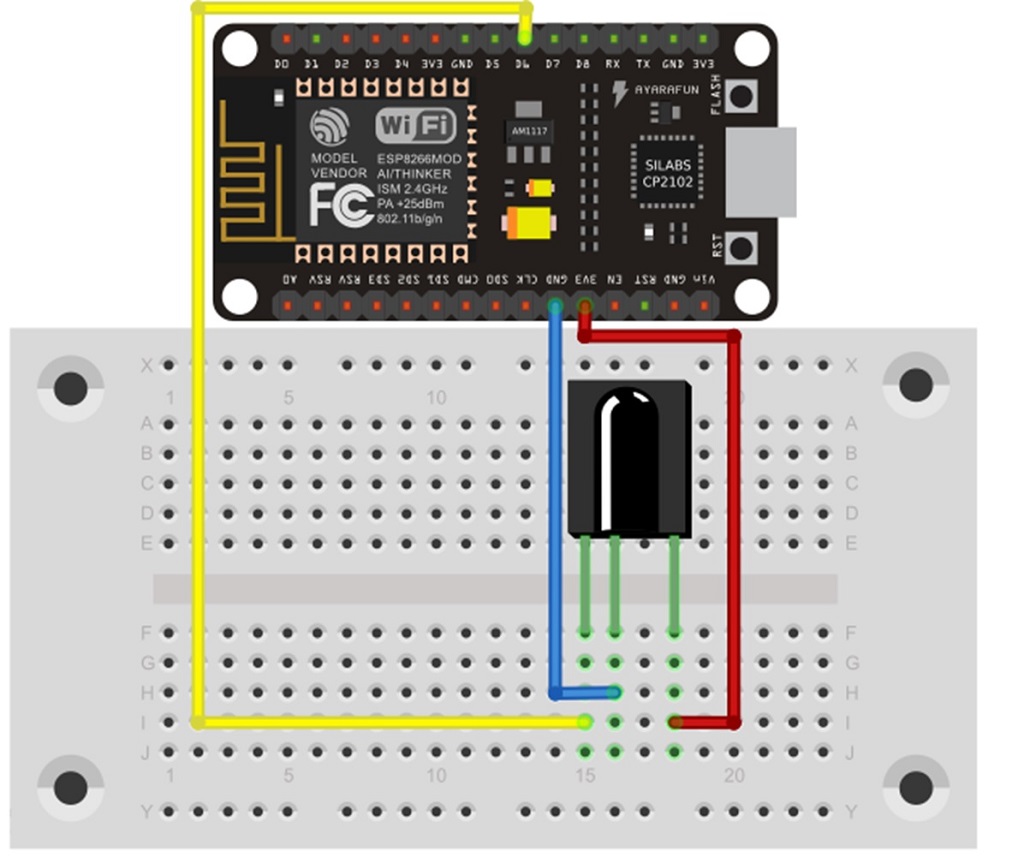 D0 D1 D2 D3 D4 3V3 GND D5 D6 D7 D8 RX TX GND 3V3
AYARAFUN
FLASH
WiFi
MODEL ESP8266MOD
VENDOR AI/THINKER
ISM 2.4GHz
FC PA +25dBm
802.11b/g/n
AM1117
SILABS
CP2102
RST
A0 RSV RSV SD3 SD2 SD1 CMD SD0 CLK GND 3V3 EN RST GND Vin
X X
1 5 10 20
A A
B B
C C
D D
E E
F F
G G
H H
I I
J J
1 5 10 15 20
Y Y